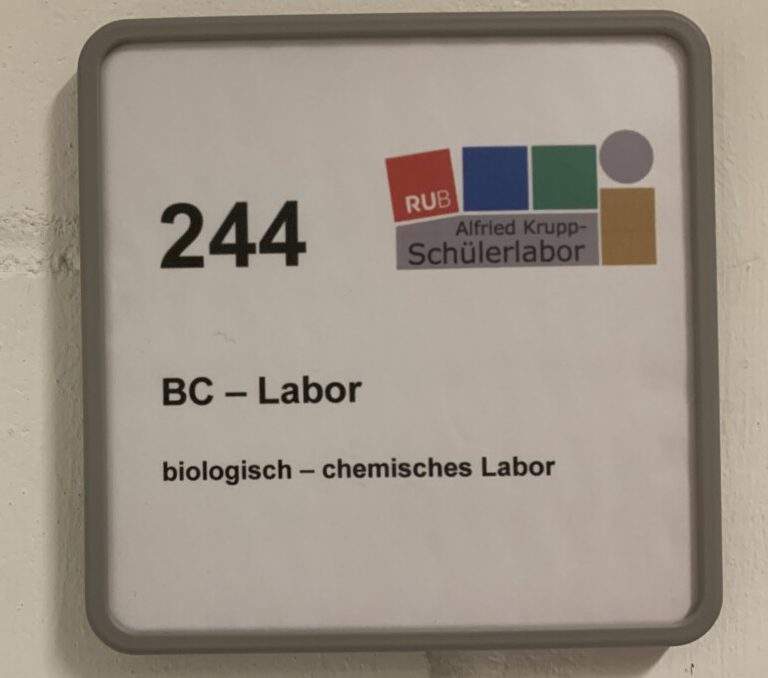 244
RUB
Alfried Krupp-
Schülerlabor
BC – Labor
biologisch – chemisches Labor